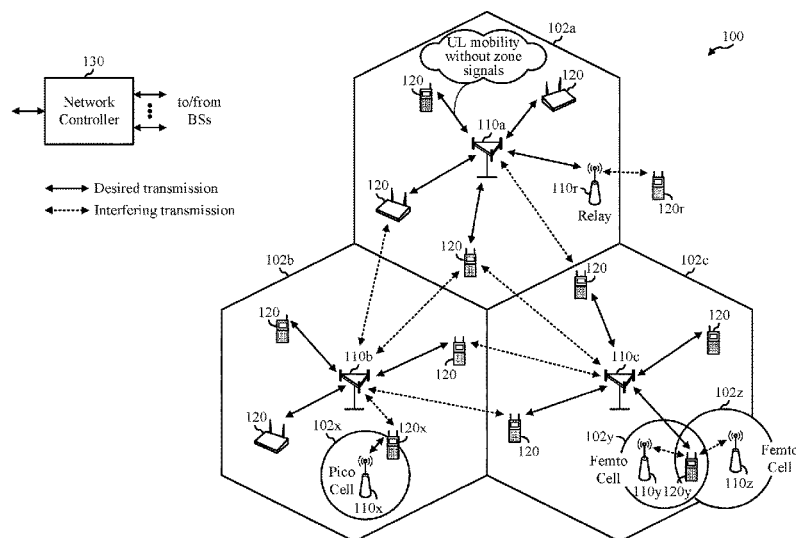 102a
100
UL mobility
without zone
signals
130
Network
Controller
to/from
BSs
120
120
110a
Desired transmission
Interfering transmission
120
110r
Relay
120r
102b
120
120
102c
120
120
110b
120
110c
120
102z
120
102x
120x
120
102y
Pico
Cell
110x
Femto
Cell
110y
120y
110z
Femto
Cell